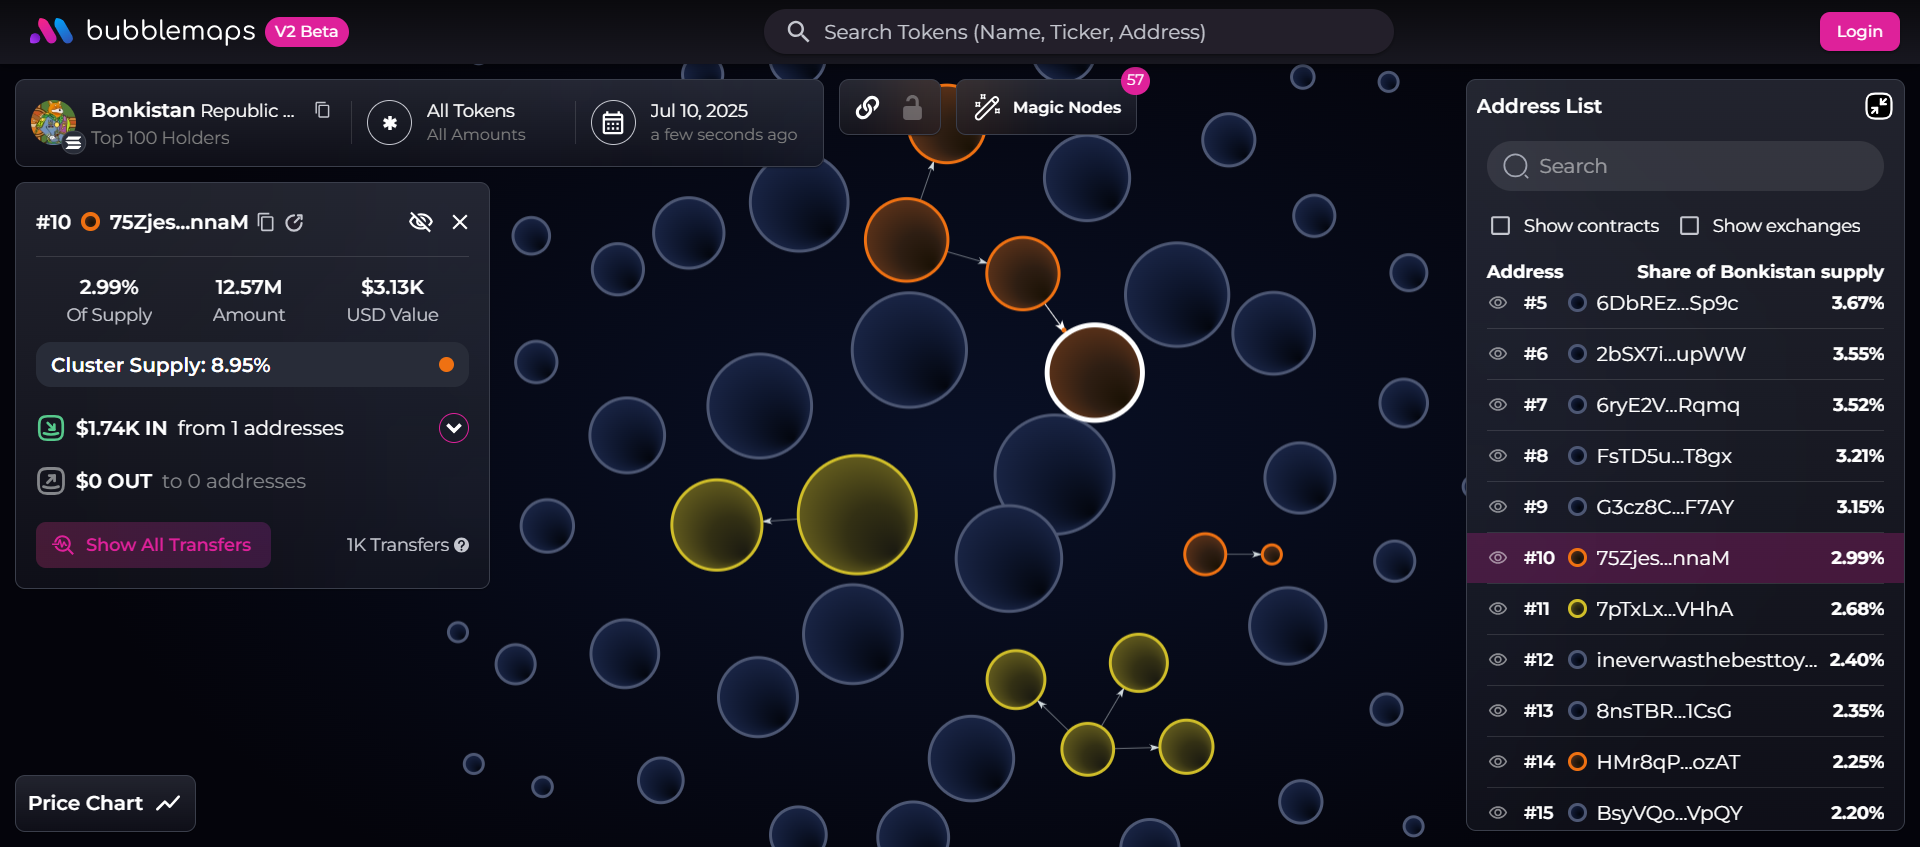 bubblemaps V2 Beta
Search Tokens (Name, Ticker, Address)
Login
Bonkistan Republic ...
Top 100 Holders
All Tokens
All Amounts
Jul 10, 2025
a few seconds ago
Magic Nodes
57
#10 75Zjes...nnaM
2.99%
Of Supply
12.57M
Amount
$3.13K
USD Value
Cluster Supply: 8.95%
$1.74K IN from 1 addresses
$0 OUT to 0 addresses
Show All Transfers
1K Transfers ?
Price Chart
Address List
Search
Show contracts
Show exchanges
Address Share of Bonkistan supply
#5 6DbREz...Sp9c 3.67%
#6 2bSX7i...upWW 3.55%
#7 6ryE2V...Rqmq 3.52%
#8 FsTD5u...T8gx 3.21%
#9 G3cz8C...F7AY 3.15%
#10 75Zjes...nnaM 2.99%
#11 7pTxLx...VHhA 2.68%
#12 ineverwasthebesttoy... 2.40%
#13 8nsTBR...1CsG 2.35%
#14 HMr8qP...ozAT 2.25%
#15 BsyVQo...VpQY 2.20%